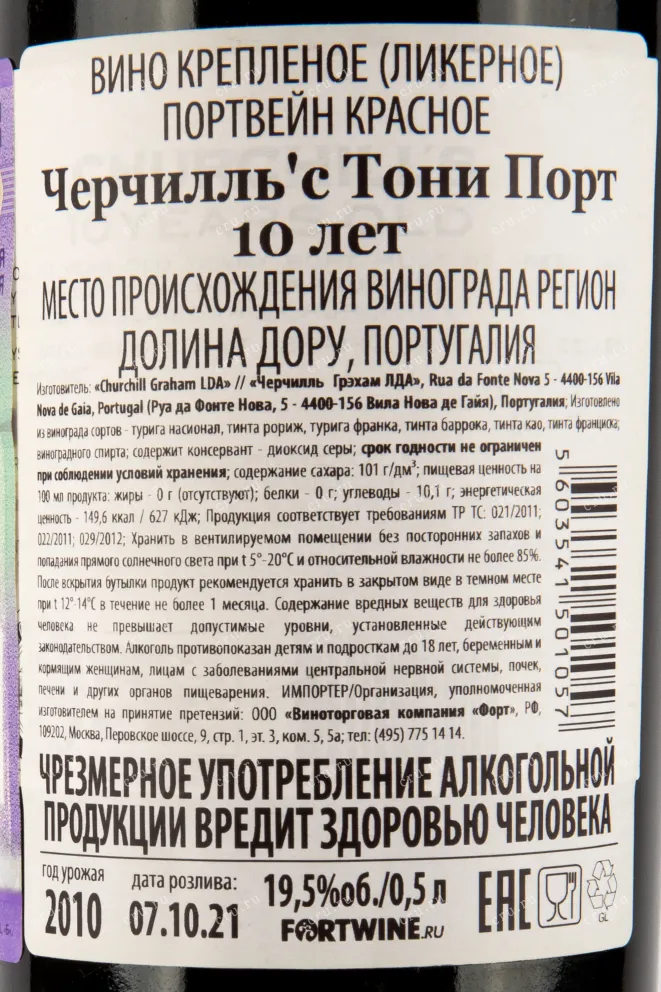 ВИНО КРЕПЛЕНОЕ (ЛИКЕРНОЕ)
ПОРТВЕЙН КРАСНОЕ
Черчилль'с Тони Порт
10 лет
МЕСТО ПРОИСХОЖДЕНИЯ ВИНОГРАДА РЕГИОН
ДОЛИНА ДОРУ, ПОРТУГАЛИЯ
Изготовитель: «Churchill Graham LDA» // «Черчилль Грэхам ЛДА», Rua da Fonte Nova 5 - 4400-156 Vila
Nova de Gaia, Portugal (Руа да Фонте Нова, 5 - 4400-156 Вила Нова де Гайя), Португалия; Изготовлено
из винограда сортов - турига насионал, тинта рориж, турига франка, тинта баррока, тинта као, тинта франциска;
виноградного спирта; содержит консервант - диоксид серы; срок годности не ограничен
при соблюдении условий хранения; содержание сахара: 101 г/дм³; пищевая ценность на
100 мл продукта: жиры - 0 г (отсутствуют); белки - 0 г; углеводы - 10,1 г; энергетическая
ценность - 149,6 ккал / 627 кДж; Продукция соответствует требованиям ТР ТС: 021/2011;
022/2011; 029/2012; Хранить в вентилируемом помещении без посторонних запахов и
попадания прямого солнечного света при t 5°-20°С и относительной влажности не более 85%.
После вскрытия бутылки продукт рекомендуется хранить в закрытом виде в темном месте
при t 12°-14°С в течение не более 1 месяца. Содержание вредных веществ для здоровья
человека не превышает допустимые уровни, установленные действующим
законодательством. Алкоголь противопоказан детям и подросткам до 18 лет, беременным и
кормящим женщинам, лицам с заболеваниями центральной нервной системы, почек,
печени и других органов пищеварения. ИМПОРТЕР/Организация, уполномоченная
изготовителем на принятие претензий: ООО «Виноторговая компания «Форт», РФ,
109202, Москва, Перовское шоссе, 9, стр. 1, эт. 3, ком. 5, 5а; тел: (495) 775 14 14.
5 603541 501057
ЧРЕЗМЕРНОЕ УПОТРЕБЛЕНИЕ АЛКОГОЛЬНОЙ
ПРОДУКЦИИ ВРЕДИТ ЗДОРОВЬЮ ЧЕЛОВЕКА
год урожая
2010
дата розлива:
07.10.21
19,5%об./0,5 л
FORTWINE.RU
EAC
GL